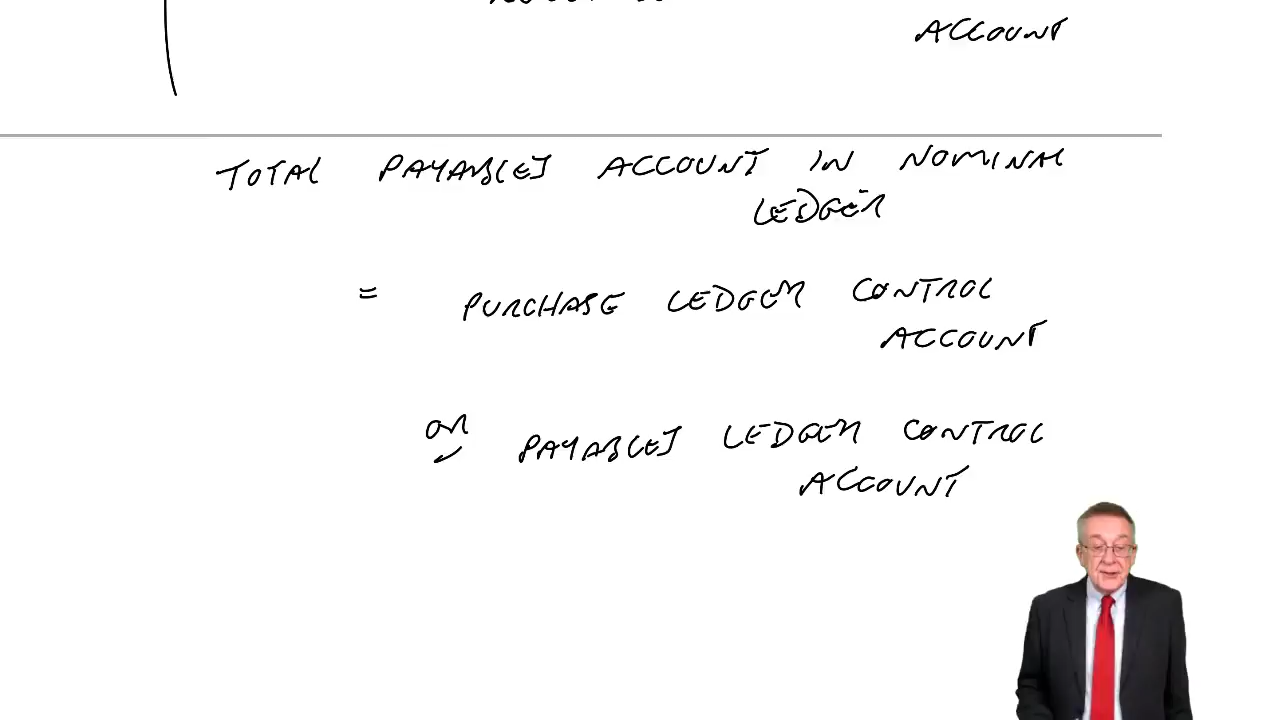 ACCOUNT
TOTAL PAYABLES ACCOUNT IN NOMINAL
LEDGER
= PURCHASE LEDGER CONTROL
ACCOUNT
OR PAYABLES LEDGER CONTROL
ACCOUNT